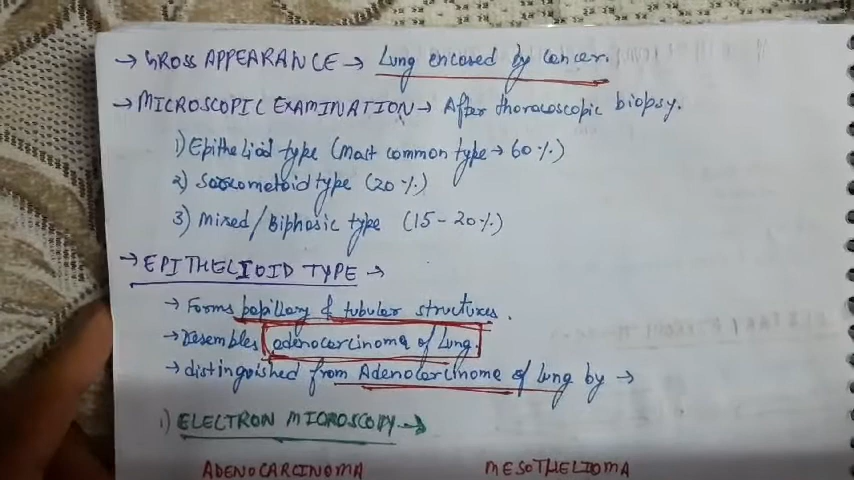 → GROSS APPEARANCE → Lung encased by cancer.
→ MICROSCOPIC EXAMINATION → After thoracoscopic biopsy.
1) Epithelioid type (Most common type → 60%)
2) Sarcomatoid type (20%)
3) Mixed/Biphasic type (15-20%)
→ EPITHELIOID TYPE →
→ Forms papillary & tubular structures.
→ Resembles adenocarcinoma of Lung.
→ distinguished from Adenocarcinoma of lung by →
i) ELECTRON MICROSCOPY →
ADENOCARCINOMA MESOTHELIOMA